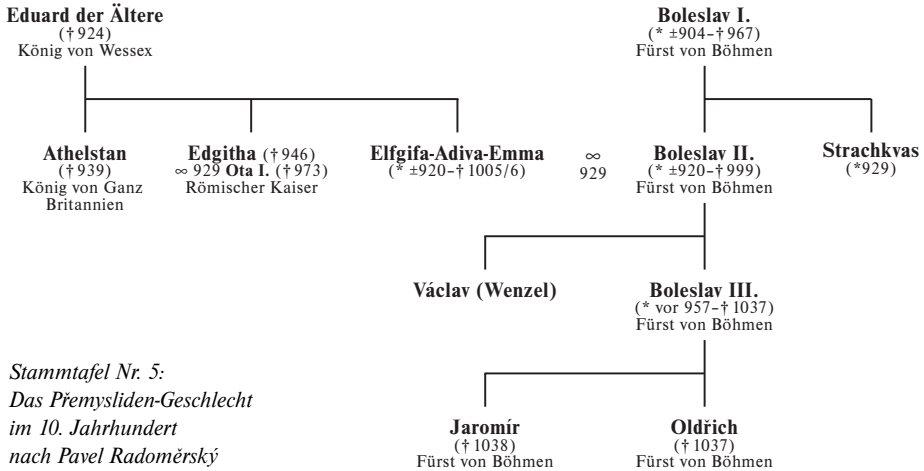 Eduard der Ältere
(† 924)
König von Wessex
Boleslav I.
(* ±904–† 967)
Fürst von Böhmen
Athelstan
(† 939)
König von Ganz
Britannien
Edgitha († 946)
∞ 929 Ota I. († 973)
Römischer Kaiser
Elfgifa-Adiva-Emma
(* ±920–† 1005/6)
∞
929
Boleslav II.
(* ±920–† 999)
Fürst von Böhmen
Strachkvas
(*929)
Václav (Wenzel)
Boleslav III.
(* vor 957–† 1037)
Fürst von Böhmen
Jaromír
(† 1038)
Fürst von Böhmen
Oldřich
(† 1037)
Fürst von Böhmen
Stammtafel Nr. 5:
Das Přemysliden-Geschlecht
im 10. Jahrhundert
nach Pavel Radoměrský